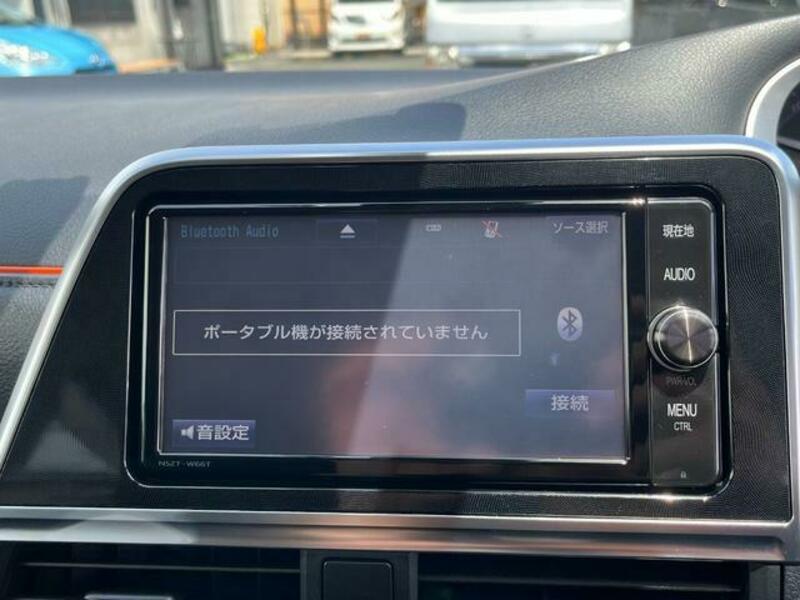 Bluetooth Audio
ソース選択
ポータブル機が接続されていません
接続
音設定
NSZT-W66T
現在地
AUDIO
PWR·VOL
MENU
CTRL